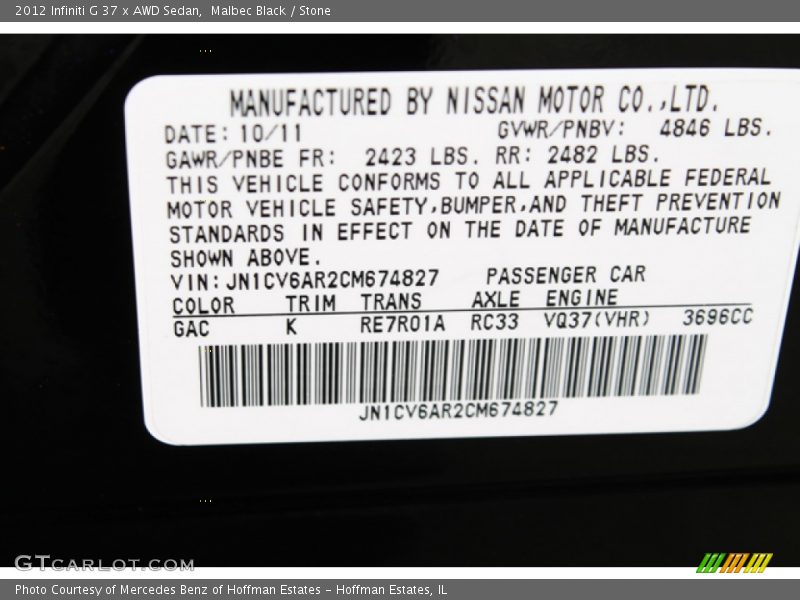 2012 Infiniti G 37 x AWD Sedan,  Malbec Black / Stone
MANUFACTURED BY NISSAN MOTOR CO.,LTD.
DATE: 10/11 GVWR/PNBV: 4846 LBS.
GAWR/PNBE FR: 2423 LBS. RR: 2482 LBS.
THIS VEHICLE CONFORMS TO ALL APPLICABLE FEDERAL
MOTOR VEHICLE SAFETY,BUMPER,AND THEFT PREVENTION
STANDARDS IN EFFECT ON THE DATE OF MANUFACTURE
SHOWN ABOVE.
VIN: JN1CV6AR2CM674827 PASSENGER CAR
COLOR TRIM TRANS AXLE ENGINE
GAC K RE7R01A RC33 VQ37(VHR) 3696CC
JN1CV6AR2CM674827
GTCARLOT.COM
Photo Courtesy of Mercedes Benz of Hoffman Estates - Hoffman Estates, IL